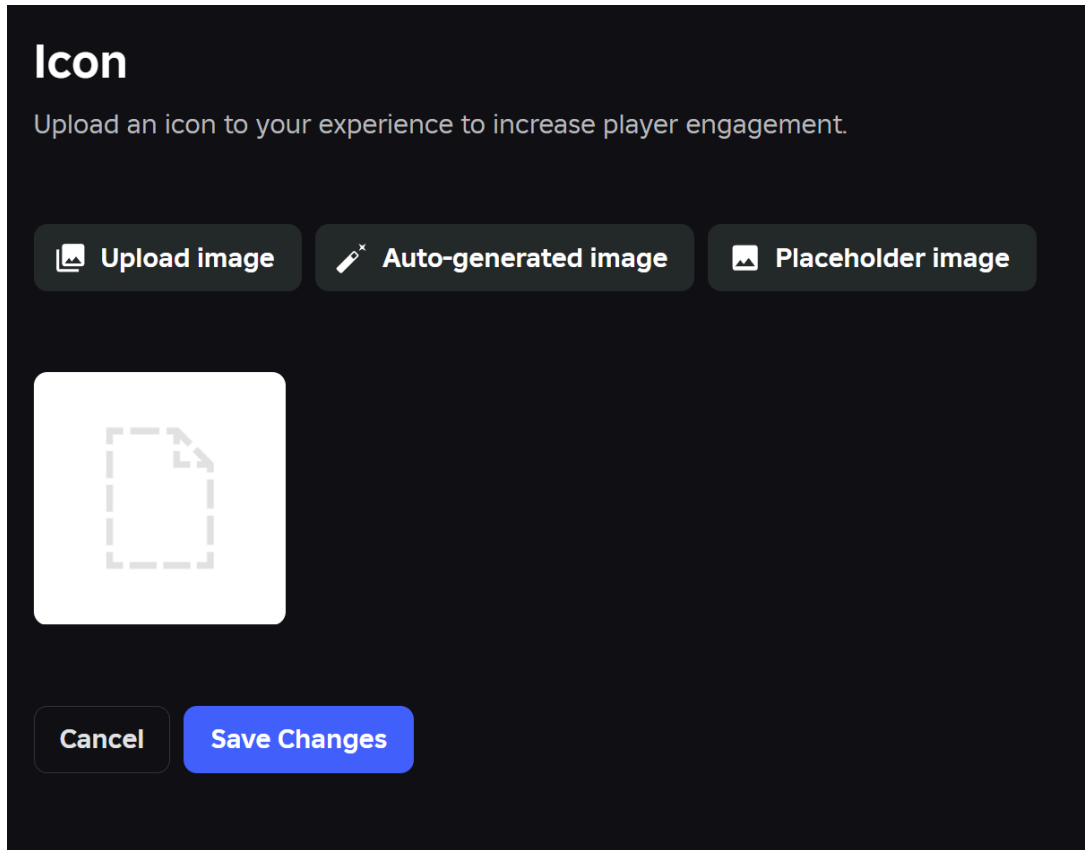 Icon
Upload an icon to your experience to increase player engagement.
Upload image
Auto-generated image
Placeholder image
Cancel
Save Changes